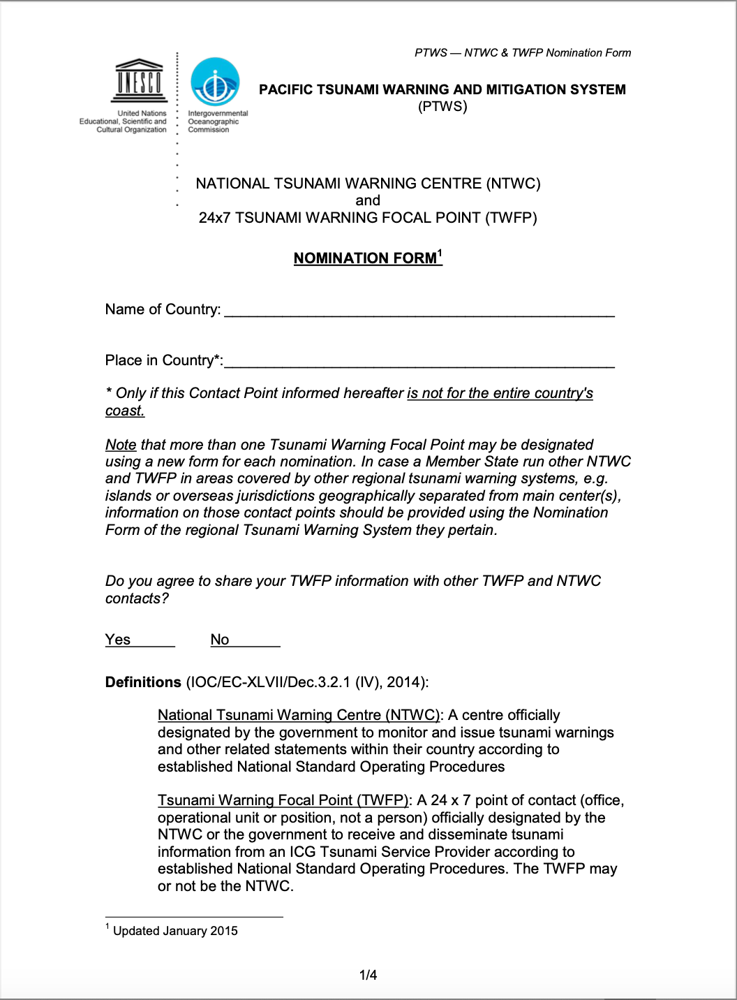 PTWS — NTWC & TWFP Nomination Form
UNESCO
United Nations
Educational, Scientific and
Cultural Organization
Intergovernmental
Oceanographic
Commission
PACIFIC TSUNAMI WARNING AND MITIGATION SYSTEM
(PTWS)
NATIONAL TSUNAMI WARNING CENTRE (NTWC)
and
24x7 TSUNAMI WARNING FOCAL POINT (TWFP)
NOMINATION FORM1
Name of Country:
Place in Country*:
* Only if this Contact Point informed hereafter is not for the entire country's
coast.
Note that more than one Tsunami Warning Focal Point may be designated
using a new form for each nomination. In case a Member State run other NTWC
and TWFP in areas covered by other regional tsunami warning systems, e.g.
islands or overseas jurisdictions geographically separated from main center(s),
information on those contact points should be provided using the Nomination
Form of the regional Tsunami Warning System they pertain.
Do you agree to share your TWFP information with other TWFP and NTWC
contacts?
Yes No
Definitions (IOC/EC-XLVII/Dec.3.2.1 (IV), 2014):
National Tsunami Warning Centre (NTWC): A centre officially
designated by the government to monitor and issue tsunami warnings
and other related statements within their country according to
established National Standard Operating Procedures
Tsunami Warning Focal Point (TWFP): A 24 x 7 point of contact (office,
operational unit or position, not a person) officially designated by the
NTWC or the government to receive and disseminate tsunami
information from an ICG Tsunami Service Provider according to
established National Standard Operating Procedures. The TWFP may
or not be the NTWC.
1 Updated January 2015
1/4